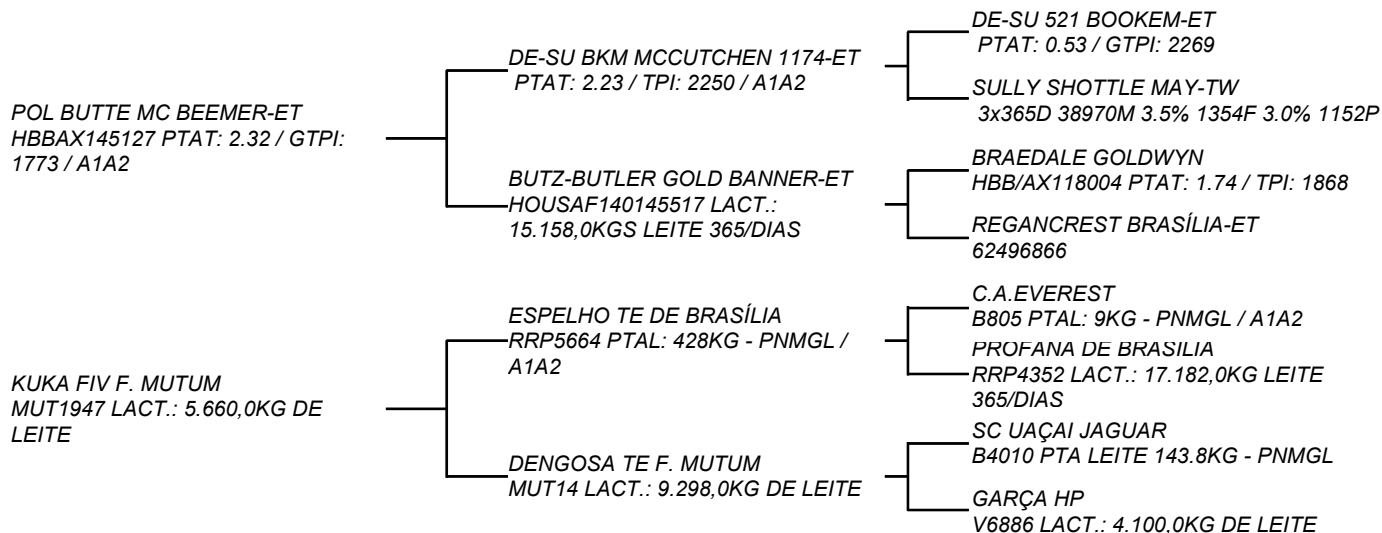 POL BUTTE MC BEEMER-ET
HBBAX145127 PTAT: 2.32 / GTPI:
1773 / A1A2
KUKA FIV F. MUTUM
MUT1947 LACT.: 5.660,0KG DE
LEITE
DE-SU BKM MCCUTCHEN 1174-ET
PTAT: 2.23 / TPI: 2250 / A1A2
BUTZ-BUTLER GOLD BANNER-ET
HOUSAF140145517 LACT.:
15.158,0KGS LEITE 365/DIAS
ESPELHO TE DE BRASÍLIA
RRP5664 PTAL: 428KG - PNMGL /
A1A2
DENGOSA TE F. MUTUM
MUT14 LACT.: 9.298,0KG DE LEITE
DE-SU 521 BOOKEM-ET
PTAT: 0.53 / GTPI: 2269
SULLY SHOTTLE MAY-TW
3x365D 38970M 3.5% 1354F 3.0% 1152P
BRAEDALE GOLDWYN
HBB/AX118004 PTAT: 1.74 / TPI: 1868
REGANCREST BRASÍLIA-ET
62496866
C.A.EVEREST
B805 PTAL: 9KG - PNMGL / A1A2
PROFANA DE BRASILIA
RRP4352 LACT.: 17.182,0KG LEITE
365/DIAS
SC UAÇAI JAGUAR
B4010 PTA LEITE 143.8KG - PNMGL
GARÇA HP
V6886 LACT.: 4.100,0KG DE LEITE